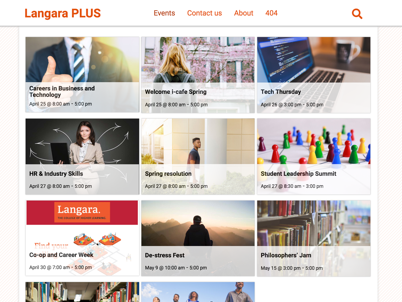 Langara PLUS
Events Contact us About 404
Careers in Business and
Technology
April 25 @ 8:00 am - 5:00 pm
Welcome i-cafe Spring
April 25 @ 8:00 am - 5:00 pm
Tech Thursday
April 26 @ 3:00 pm - 5:00 pm
HR & Industry Skills
April 27 @ 8:00 am - 5:00 pm
Spring resolution
April 27 @ 8:00 am - 5:00 pm
Student Leadership Summit
April 27 @ 8:30 am - 3:00 pm
Langara.
Find your
Co-op and Career Week
April 30 @ 7:00 am - 5:00 pm
De-stress Fest
May 9 @ 10:00 am - 5:00 pm
Philosophers' Jam
May 15 @ 3:00 pm - 5:00 pm